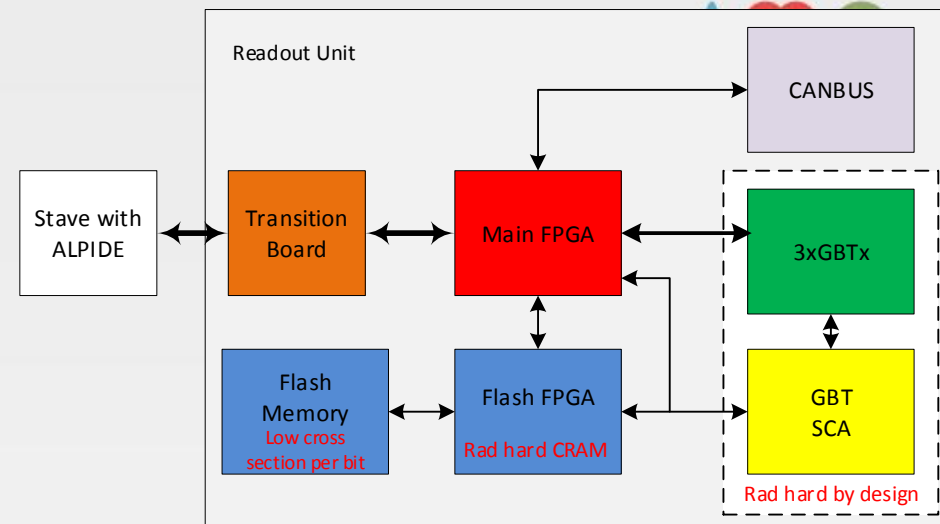 Readout Unit
CANBUS
Stave with
ALPIDE
Transition
Board
Main FPGA
3xGBTx
Flash
Memory
Low cross
section per bit
Flash FPGA
Rad hard CRAM
GBT
SCA
Rad hard by design